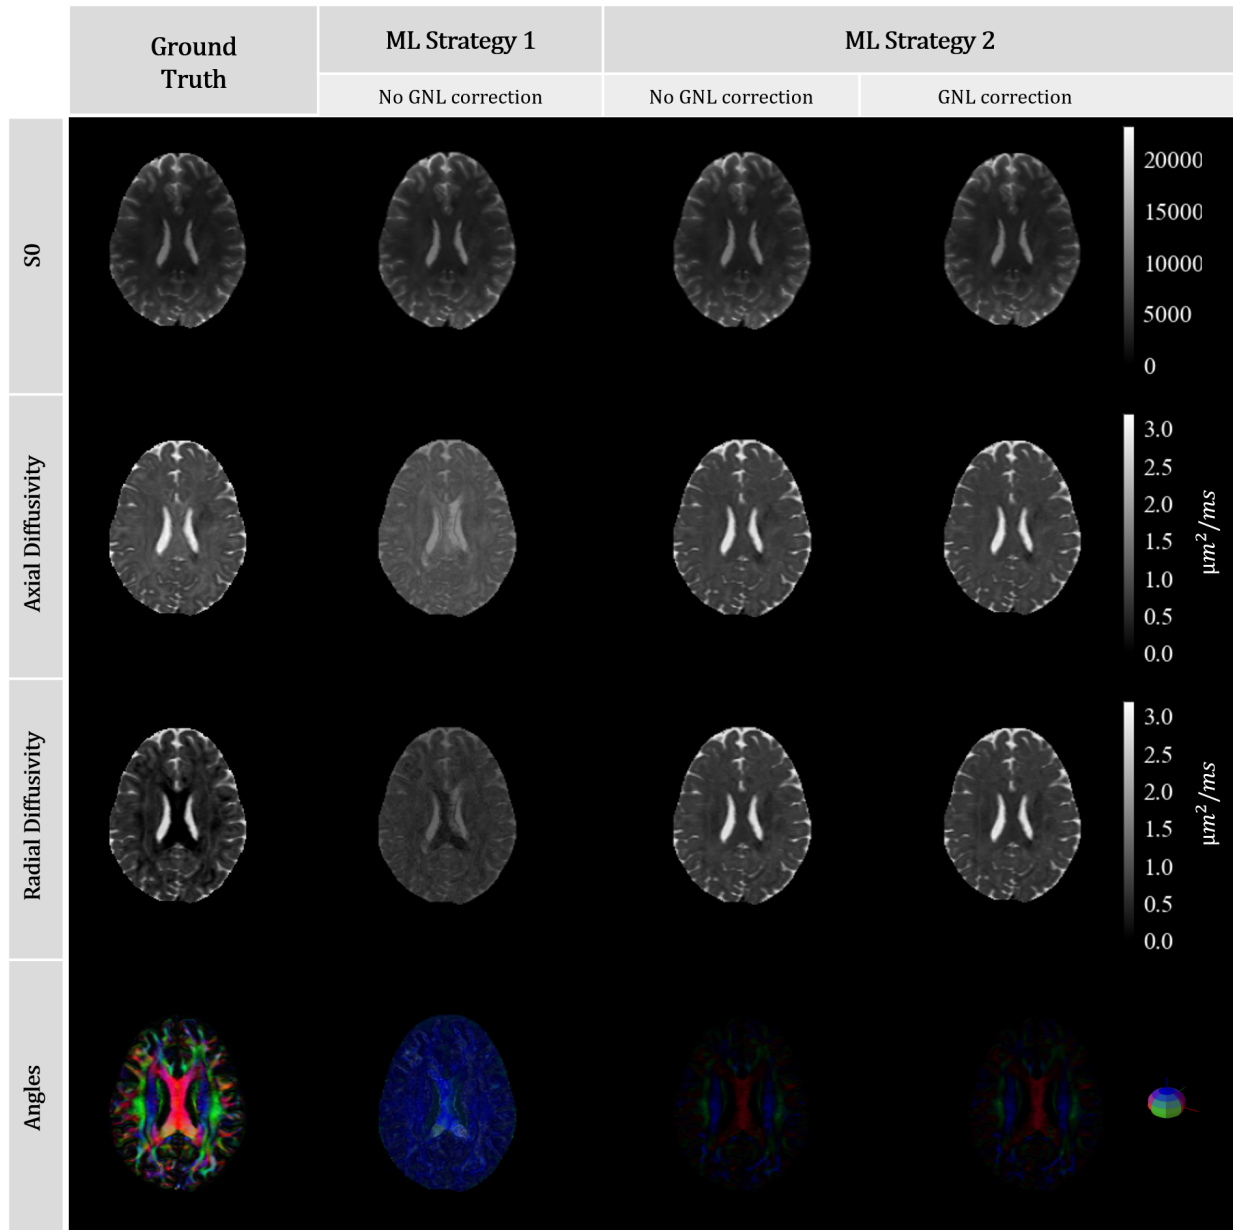 Ground
Truth
ML Strategy 1
ML Strategy 2
No GNL correction
No GNL correction
GNL correction
S0
20000
15000
10000
5000
0
Axial Diffusivity
3.0
2.5
2.0
1.5
1.0
0.5
0.0
μm²/ms
Radial Diffusivity
3.0
2.5
2.0
1.5
1.0
0.5
0.0
μm²/ms
Angles